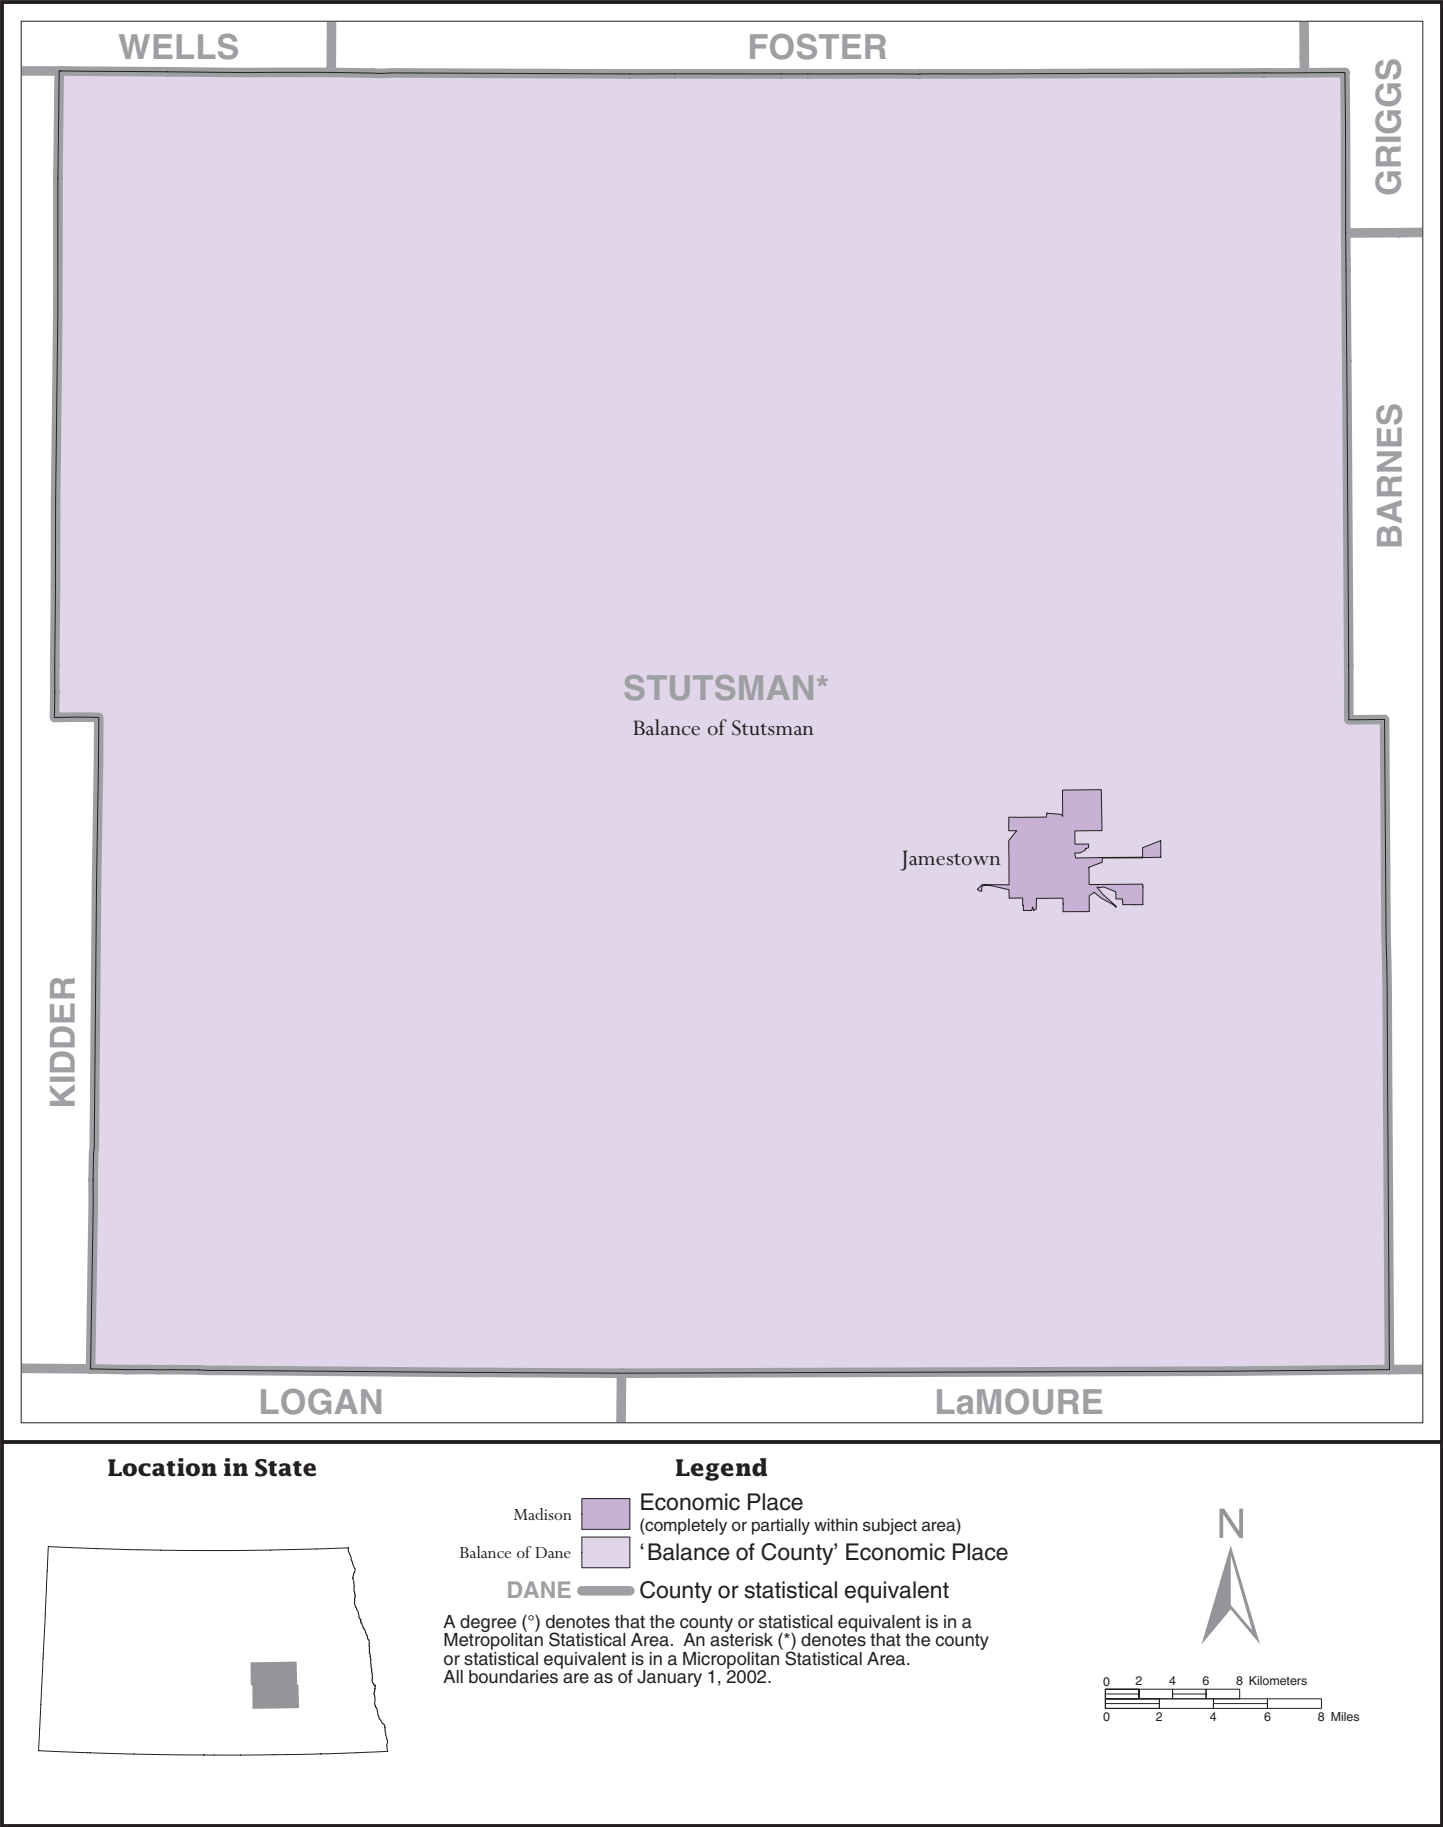 WELLS
FOSTER
GRIGGS
BARNES
STUTSMAN*
Balance of Stutsman
Jamestown
KIDDER
LOGAN
LaMOURE
Location in State
Legend
Madison
Economic Place
(completely or partially within subject area)
Balance of Dane
‘Balance of County’ Economic Place
DANE
County or statistical equivalent
A degree (°) denotes that the county or statistical equivalent is in a
Metropolitan Statistical Area.  An asterisk (*) denotes that the county
or statistical equivalent is in a Micropolitan Statistical Area.
All boundaries are as of January 1, 2002.
N
0 2 4 6 8 Kilometers
0 2 4 6 8 Miles